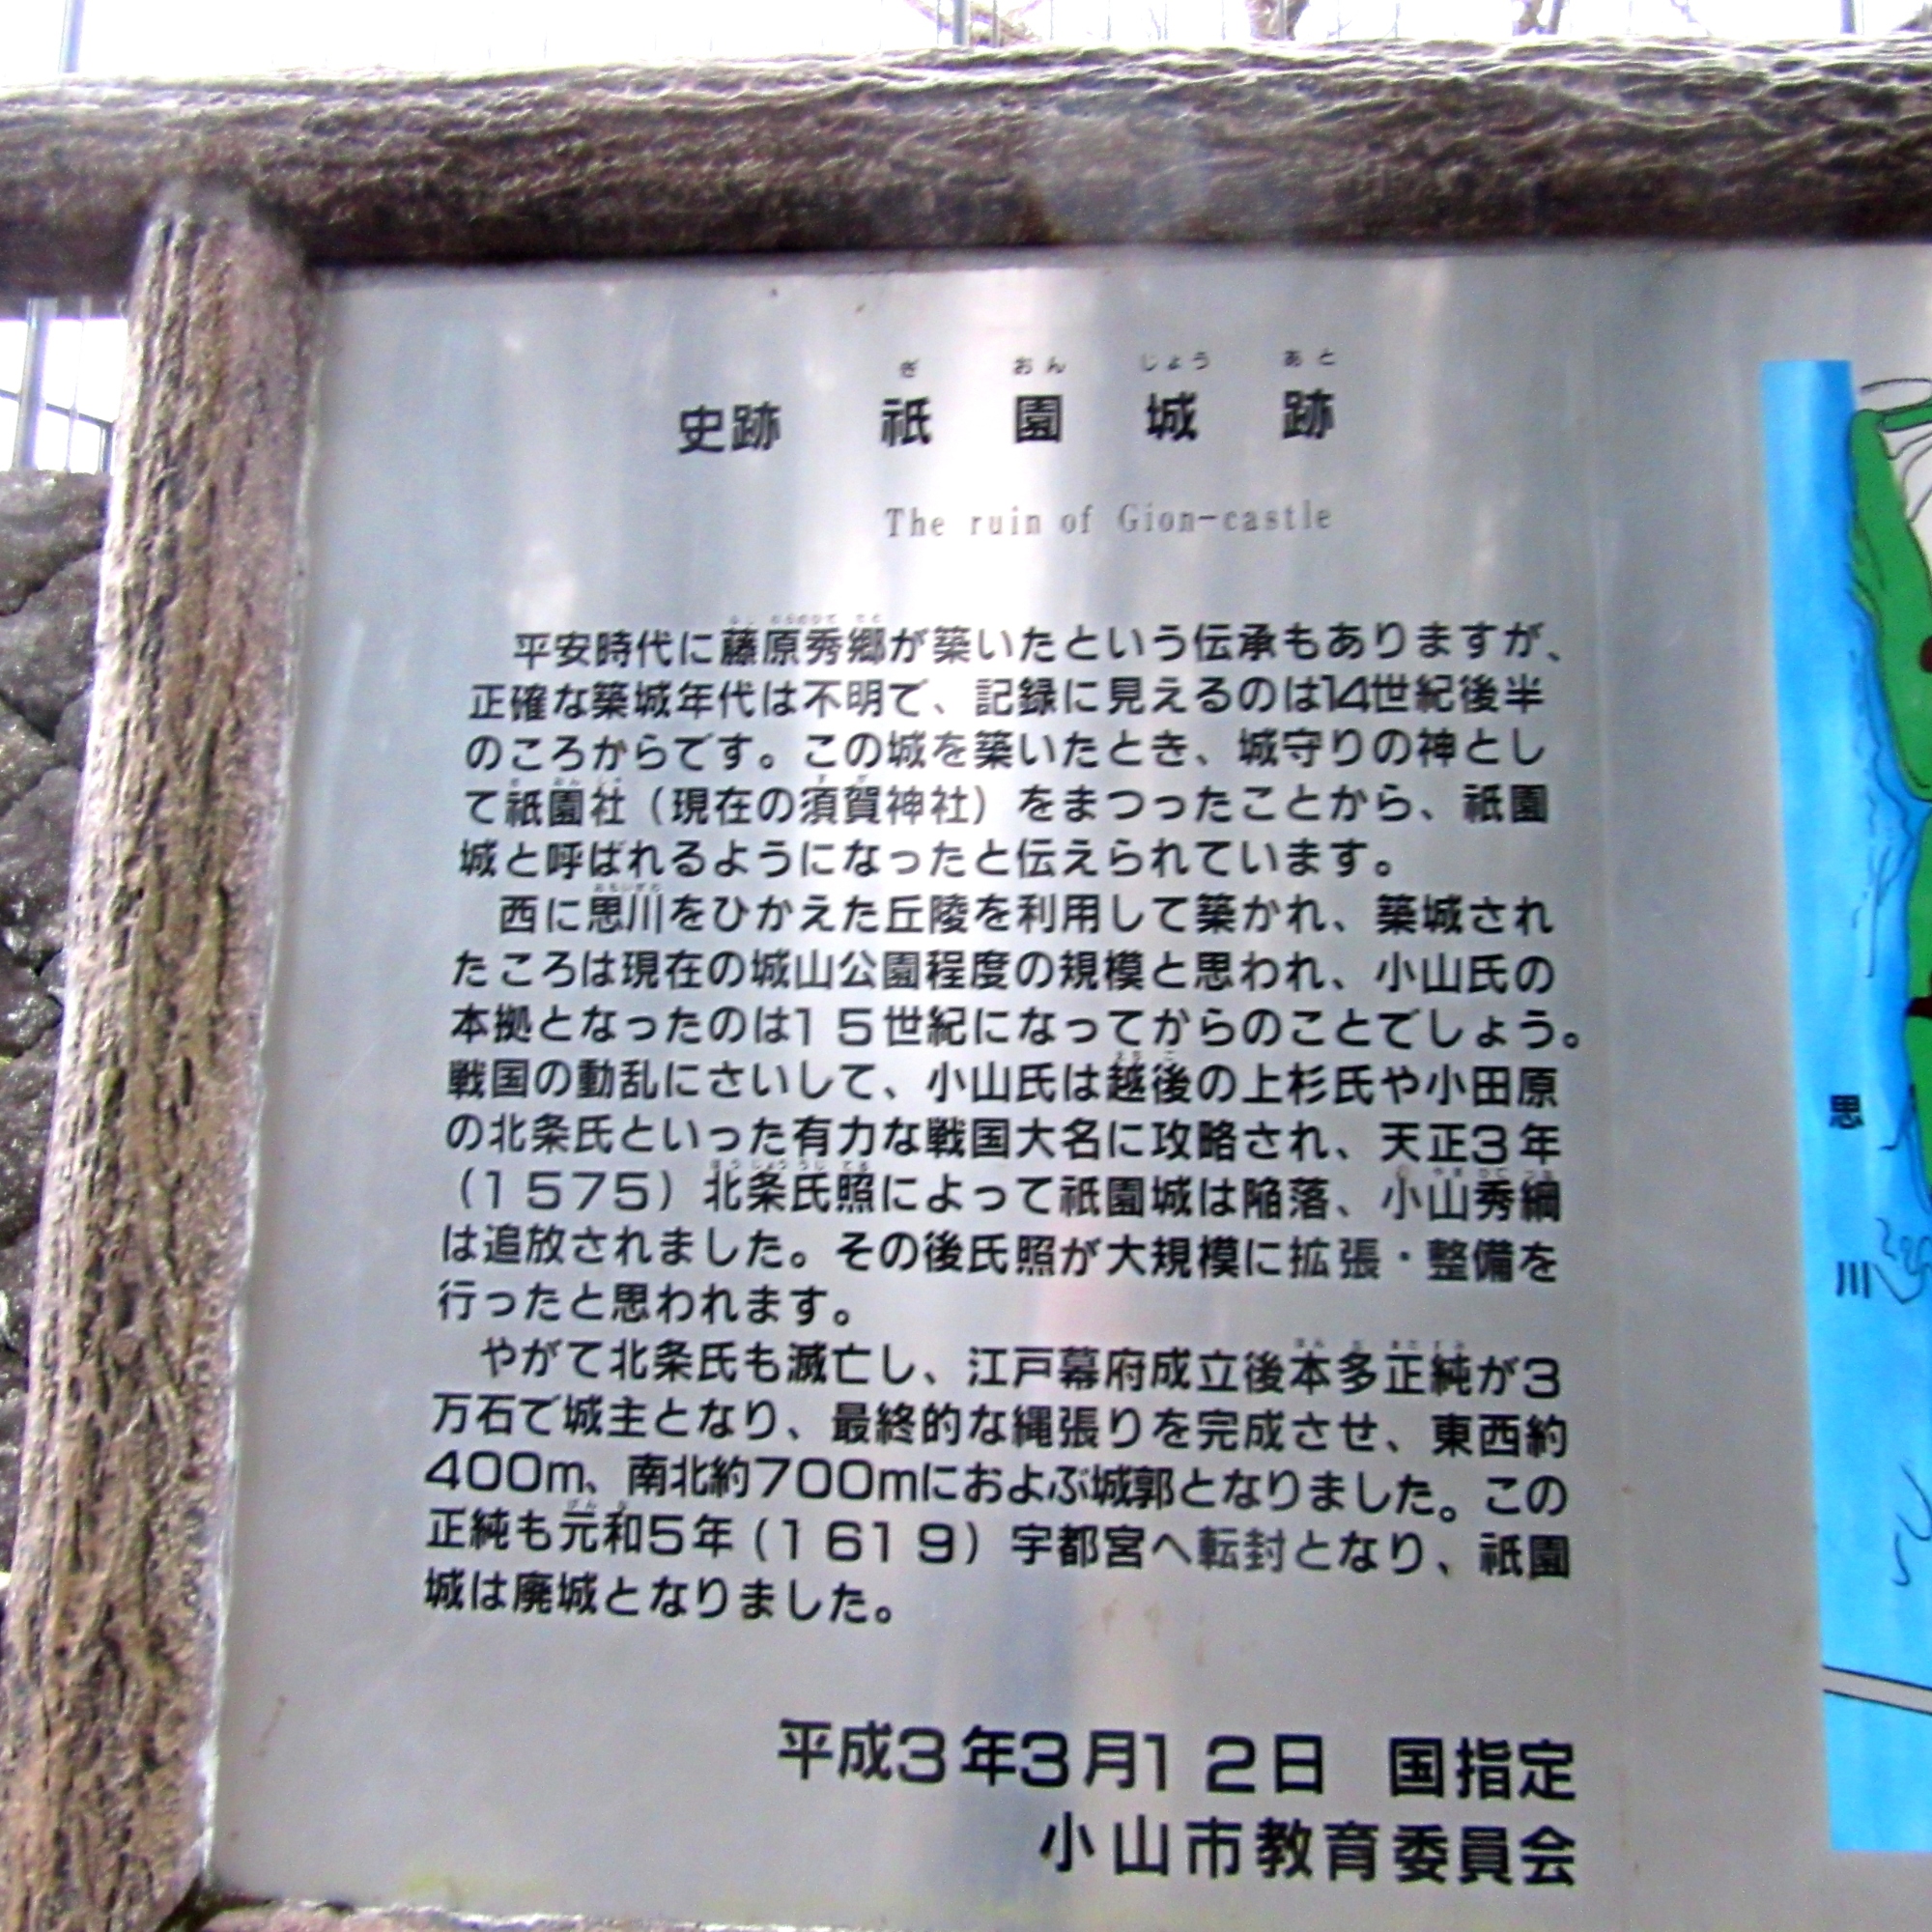 ぎ おん じょう あと
史跡 祇園城跡
The ruin of Gion-castle
平安時代に藤原秀郷が築いたという伝承もありますが、
正確な築城年代は不明で、記録に見えるのは14世紀後半
のころからです。この城を築いたとき、城守りの神とし
て祇園社（現在の須賀神社）をまつったことから、祇園
城と呼ばれるようになったと伝えられています。
西に思川をひかえた丘陵を利用して築かれ、築城され
たころは現在の城山公園程度の規模と思われ、小山氏の
本拠となったのは15世紀になってからのことでしょう。
戦国の動乱にさいして、小山氏は越後の上杉氏や小田原
の北条氏といった有力な戦国大名に攻略され、天正3年
（1575）北条氏照によって祇園城は陥落、小山秀綱
は追放されました。その後氏照が大規模に拡張・整備を
行ったと思われます。
やがて北条氏も滅亡し、江戸幕府成立後本多正純が3
万石で城主となり、最終的な縄張りを完成させ、東西約
400m、南北約700mにおよぶ城郭となりました。この
正純も元和5年（1619）宇都宮へ転封となり、祇園
城は廃城となりました。
平成3年3月12日 国指定
小山市教育委員会
思
川